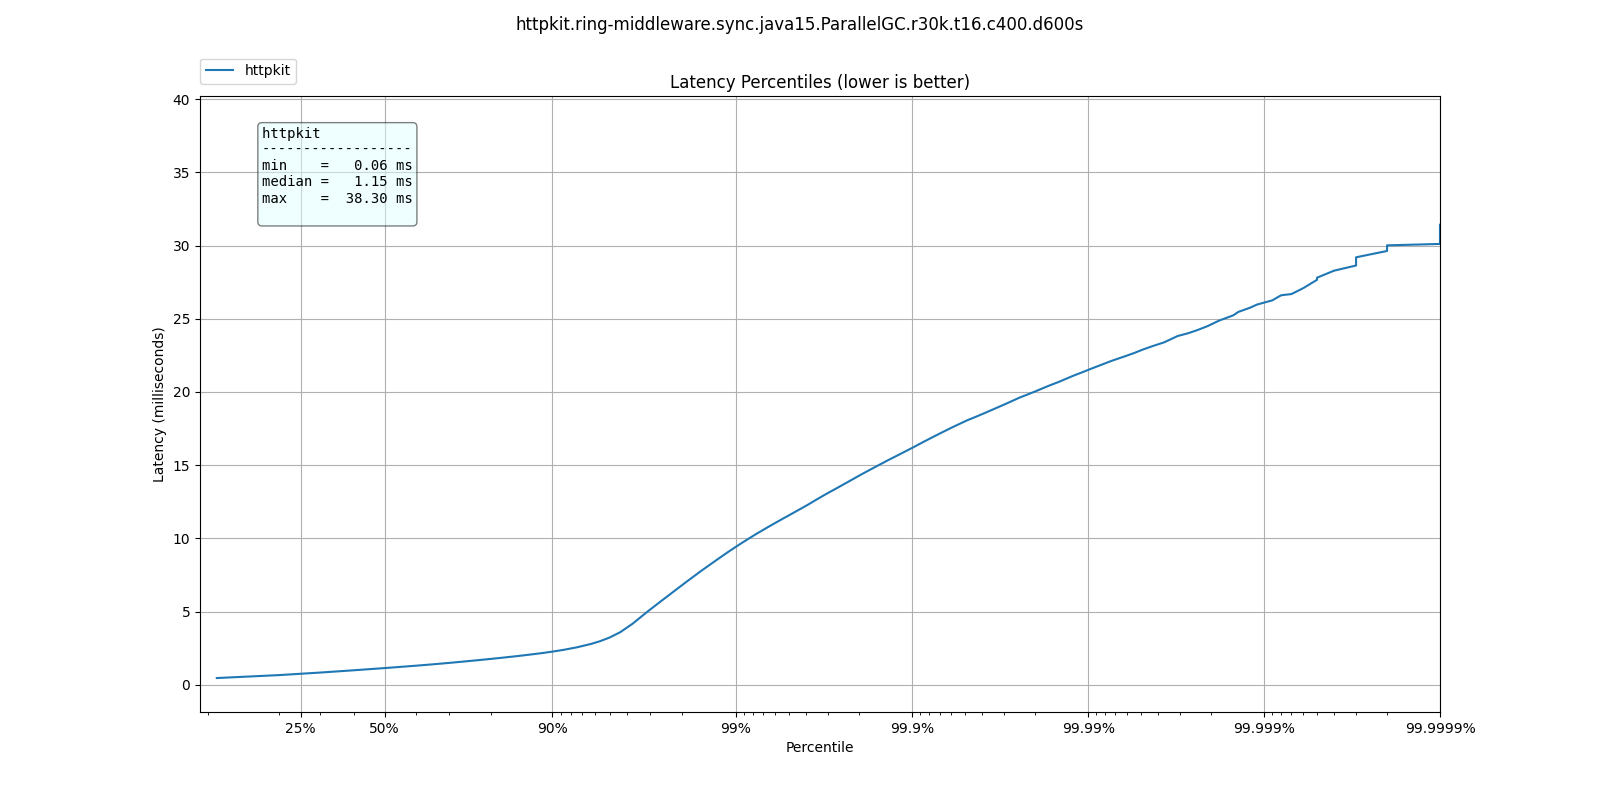 httpkit.ring-middleware.sync.java15.ParallelGC.r30k.t16.c400.d600s
httpkit
Latency Percentiles (lower is better)
40
35
30
25
20
15
10
5
0
Latency (milliseconds)
httpkit
------------------
min    =   0.06 ms
median =   1.15 ms
max    =  38.30 ms
25% 50% 90% 99% 99.9% 99.99% 99.999% 99.9999%
Percentile